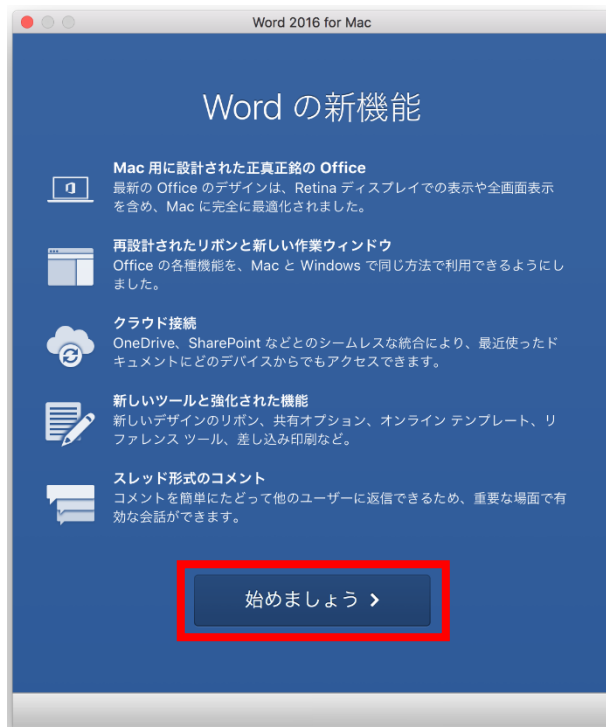 Word 2016 for Mac
Word の新機能
Mac 用に設計された正真正銘の Office
最新の Office のデザインは、Retina ディスプレイでの表示や全画面表示
を含め、Mac に完全に最適化されました。
再設計されたリボンと新しい作業ウィンドウ
Office の各種機能を、Mac と Windows で同じ方法で利用できるようにし
ました。
クラウド接続
OneDrive、SharePoint などとのシームレスな統合により、最近使ったド
キュメントにどのデバイスからでもアクセスできます。
新しいツールと強化された機能
新しいデザインのリボン、共有オプション、オンライン テンプレート、リ
ファレンス ツール、差し込み印刷など。
スレッド形式のコメント
コメントを簡単にたどって他のユーザーに返信できるため、重要な場面で有
効な会話ができます。
始めましょう >